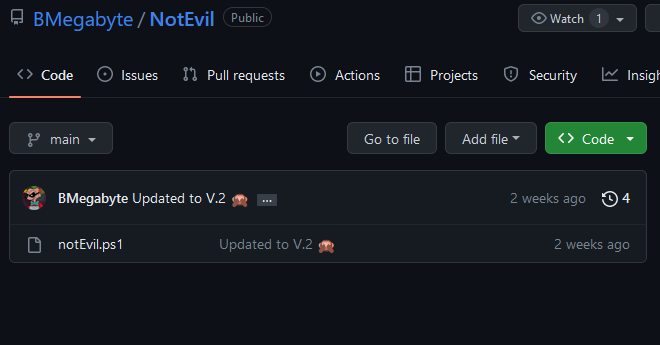 BMegabyte / NotEvil Public Watch 1
Code Issues Pull requests Actions Projects Security Insigh
main Go to file Add file Code
BMegabyte Updated to V.2 🙊 ... 2 weeks ago 4
notEvil.ps1 Updated to V.2 🙊 2 weeks ago